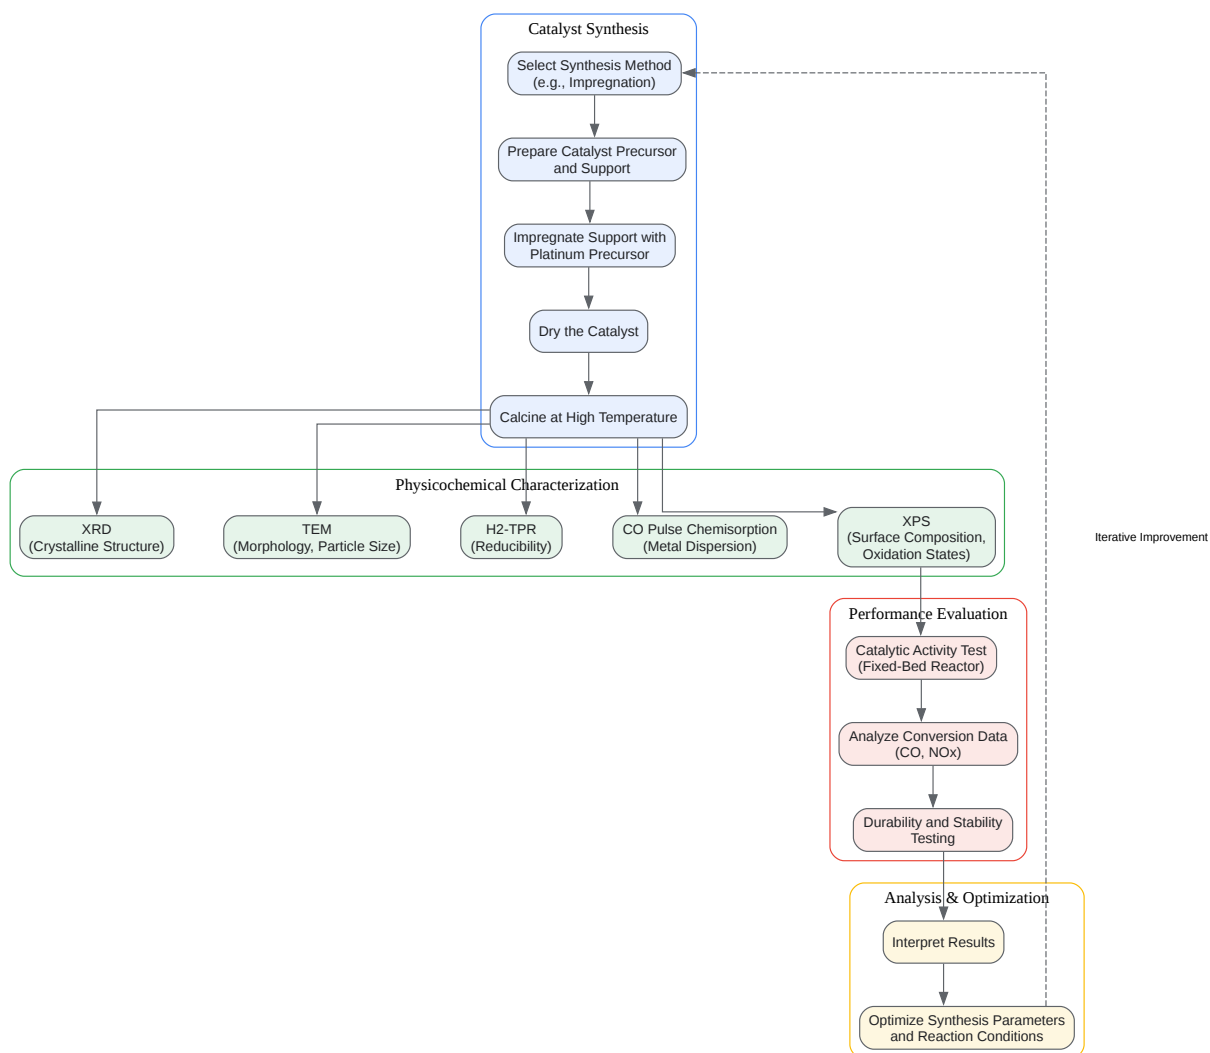 Catalyst Synthesis
Select Synthesis Method
(e.g., Impregnation)
Prepare Catalyst Precursor
and Support
Impregnate Support with
Platinum Precursor
Dry the Catalyst
Calcine at High Temperature
Physicochemical Characterization
XRD
(Crystalline Structure)
TEM
(Morphology, Particle Size)
H2-TPR
(Reducibility)
CO Pulse Chemisorption
(Metal Dispersion)
XPS
(Surface Composition,
Oxidation States)
Iterative Improvement
Performance Evaluation
Catalytic Activity Test
(Fixed-Bed Reactor)
Analyze Conversion Data
(CO, NOx)
Durability and Stability
Testing
Analysis & Optimization
Interpret Results
Optimize Synthesis Parameters
and Reaction Conditions